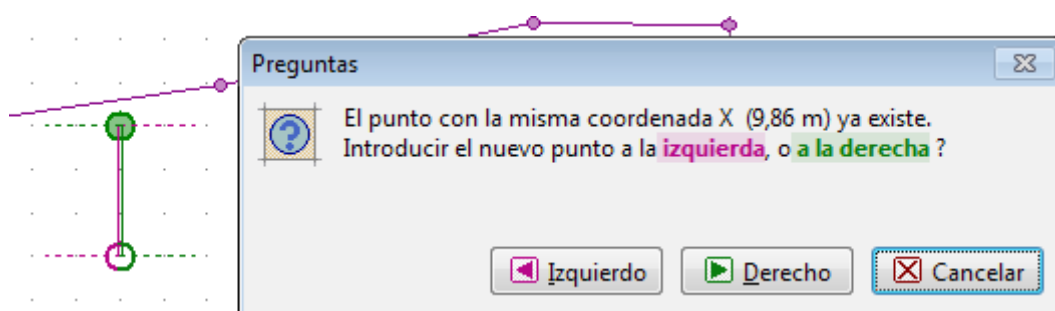 Preguntas
El punto con la misma coordenada X (9,86 m) ya existe.
Introducir el nuevo punto a la izquierda, o a la derecha ?
Izquierdo
Derecho
Cancelar